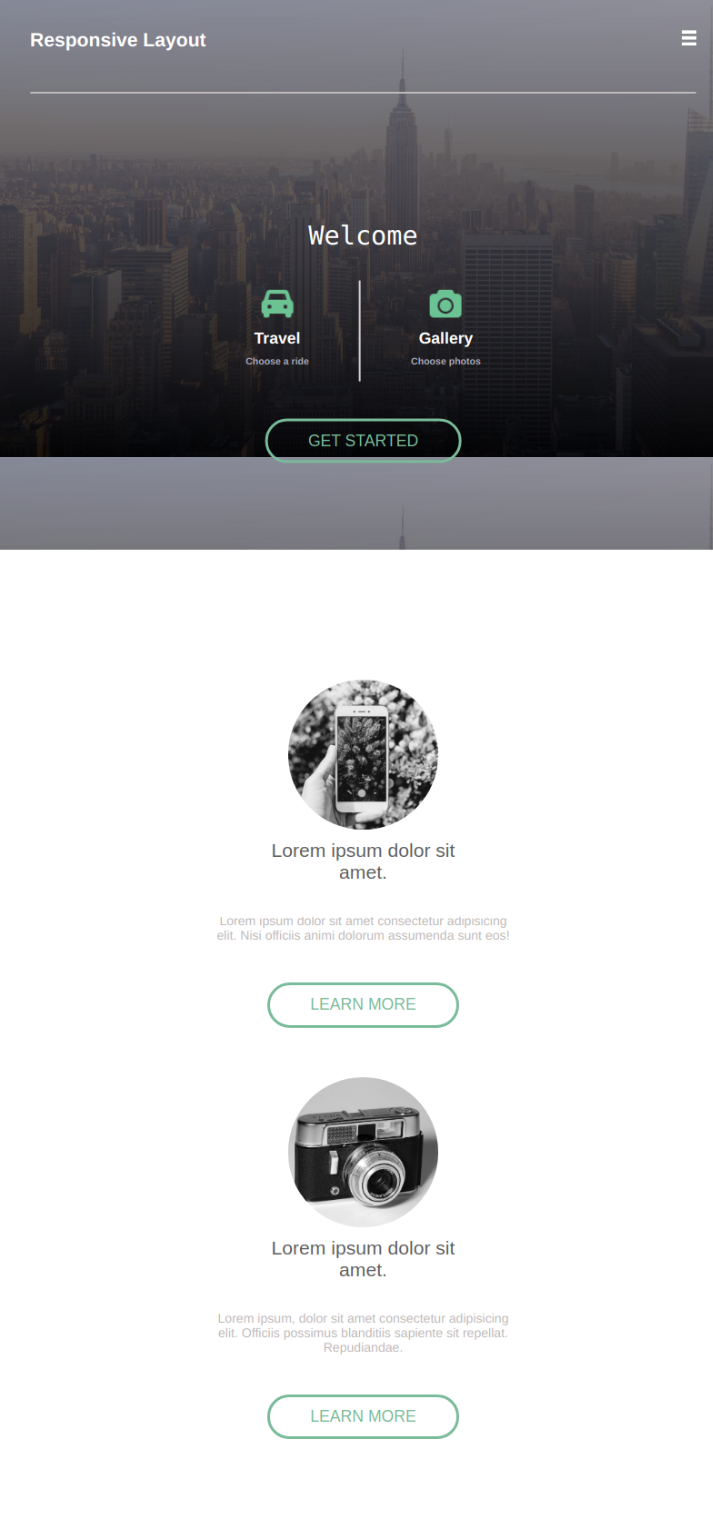 Responsive Layout
Welcome
Travel
Choose a ride
Gallery
Choose photos
GET STARTED
Lorem ipsum dolor sit
amet.
Lorem ipsum dolor sit amet consectetur adipisicing
elit. Nisi officiis animi dolorum assumenda sunt eos!
LEARN MORE
Lorem ipsum dolor sit
amet.
Lorem ipsum, dolor sit amet consectetur adipisicing
elit. Officiis possimus blanditiis sapiente sit repellat.
Repudiandae.
LEARN MORE